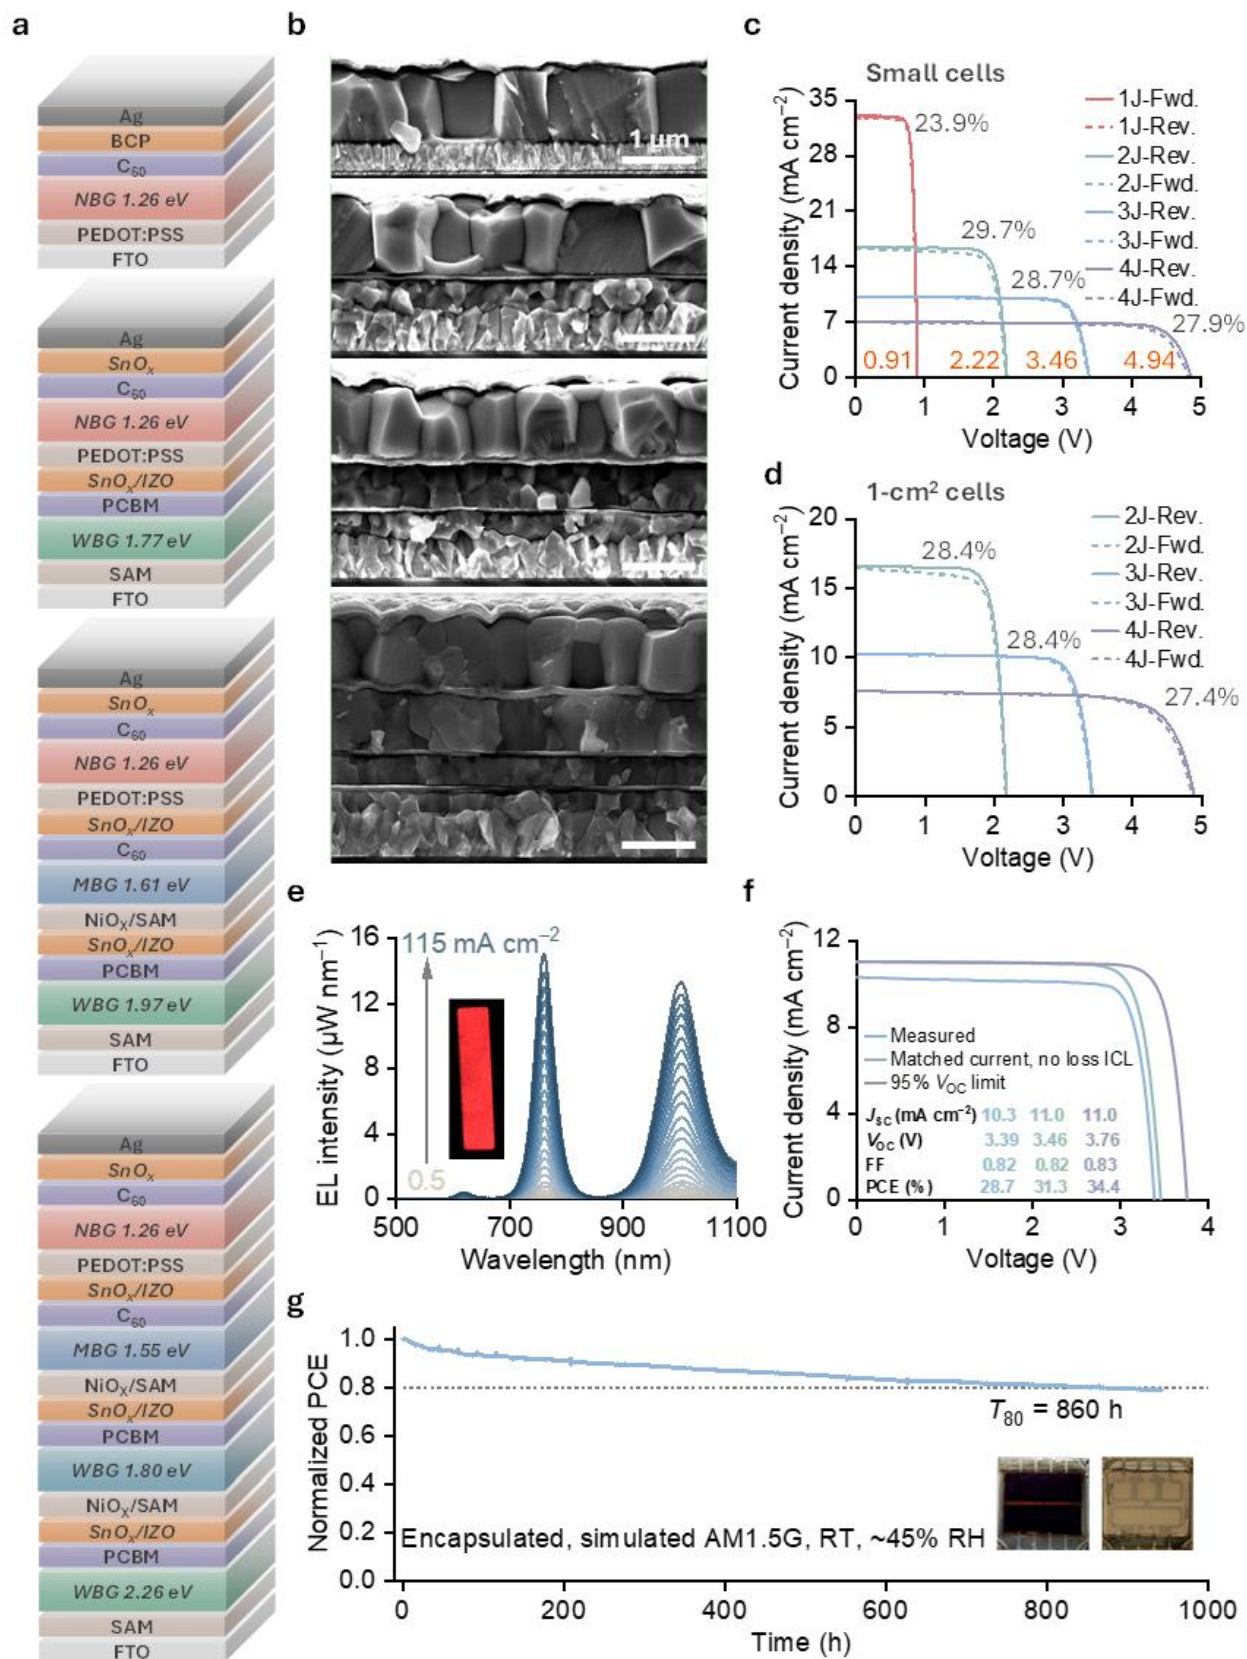 a
Ag
BCP
C₆₀
NBG 1.26 eV
PEDOT:PSS
FTO
Ag
SnOₓ
C₆₀
NBG 1.26 eV
PEDOT:PSS
SnOₓ/IZO
PCBM
WBG 1.77 eV
SAM
FTO
Ag
SnOₓ
C₆₀
NBG 1.26 eV
PEDOT:PSS
SnOₓ/IZO
C₆₀
MBG 1.61 eV
NiOₓ/SAM
SnOₓ/IZO
PCBM
WBG 1.97 eV
SAM
FTO
Ag
SnOₓ
C₆₀
NBG 1.26 eV
PEDOT:PSS
SnOₓ/IZO
C₆₀
MBG 1.55 eV
NiOₓ/SAM
SnOₓ/IZO
PCBM
WBG 1.80 eV
NiOₓ/SAM
SnOₓ/IZO
PCBM
WBG 2.26 eV
SAM
FTO
b
1 µm
c
Small cells
Current density (mA cm⁻²)
35
28
21
14
7
0
1J-Fwd.
1J-Rev.
2J-Rev.
2J-Fwd.
3J-Rev.
3J-Fwd.
4J-Rev.
4J-Fwd.
23.9%
29.7%
28.7%
27.9%
0.91 2.22 3.46 4.94
0 1 2 3 4 5
Voltage (V)
d
1-cm² cells
Current density (mA cm⁻²)
20
15
10
5
0
2J-Rev.
2J-Fwd.
3J-Rev.
3J-Fwd.
4J-Rev.
4J-Fwd.
28.4%
28.4%
27.4%
0 1 2 3 4 5
Voltage (V)
e
EL intensity (µW nm⁻¹)
16
12
8
4
0
115 mA cm⁻²
0.5
500 700 900 1100
Wavelength (nm)
f
Current density (mA cm⁻²)
12
8
4
0
Measured
Matched current, no loss ICL
95% V_OC limit
J_SC (mA cm⁻²) 10.3 11.0 11.0
V_OC (V) 3.39 3.46 3.76
FF 0.82 0.82 0.83
PCE (%) 28.7 31.3 34.4
0 1 2 3 4
Voltage (V)
g
Normalized PCE
1.0
0.8
0.6
0.4
0.2
0.0
T₈₀ = 860 h
Encapsulated, simulated AM1.5G, RT, ~45% RH
0 200 400 600 800 1000
Time (h)